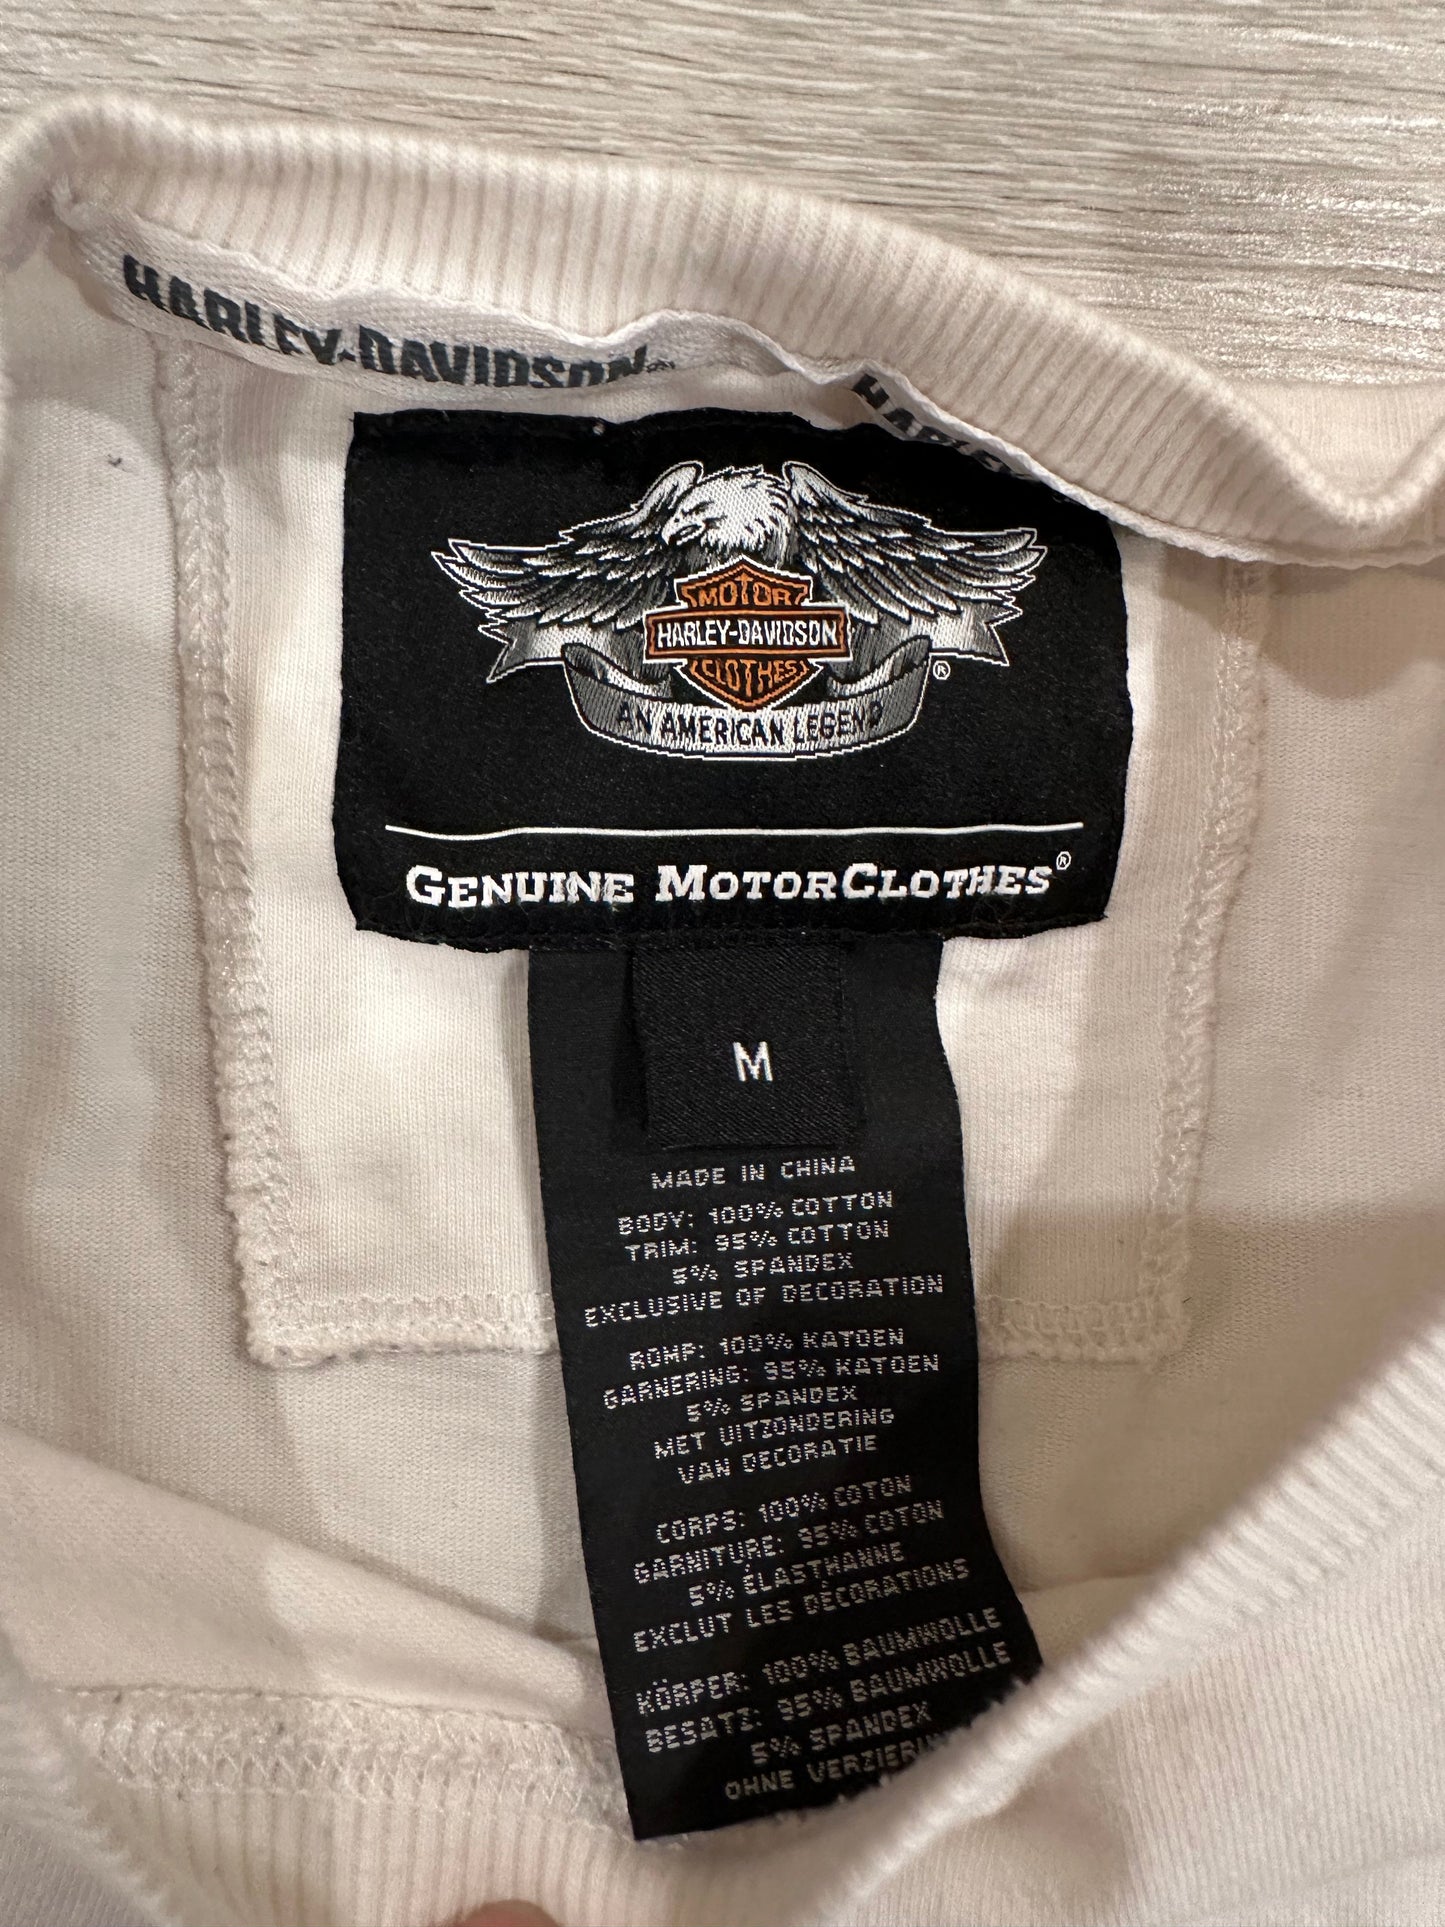 HARLEY-DAVIDSON®
MOTOR
HARLEY-DAVIDSON
CLOTHES
®
AN AMERICAN LEGEND
GENUINE MOTORCLOTHES®
M
MADE IN CHINA
BODY: 100% COTTON
TRIM: 95% COTTON
5% SPANDEX
EXCLUSIVE OF DECORATION
ROMP: 100% KATOEN
GARNERING: 95% KATOEN
5% SPANDEX
MET UITZONDERING
VAN DECORATIE
CORPS: 100% COTON
GARNITURE: 95% COTON
5% ÉLASTHANNE
EXCLUT LES DÉCORATIONS
KÖRPER: 100% BAUMWOLLE
BESATZ: 95% BAUMWOLLE
5% SPANDEX
OHNE